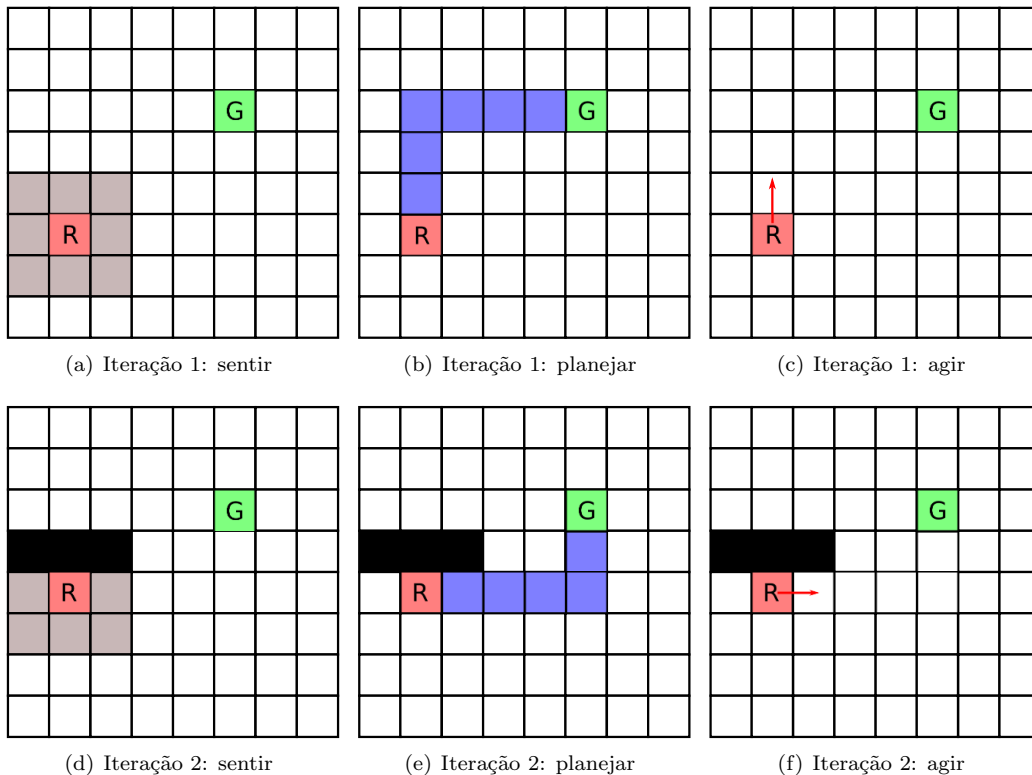 G
R
G
R
G
R
(a) Iteração 1: sentir
(b) Iteração 1: planejar
(c) Iteração 1: agir
G
R
G
R
G
R
(d) Iteração 2: sentir
(e) Iteração 2: planejar
(f) Iteração 2: agir